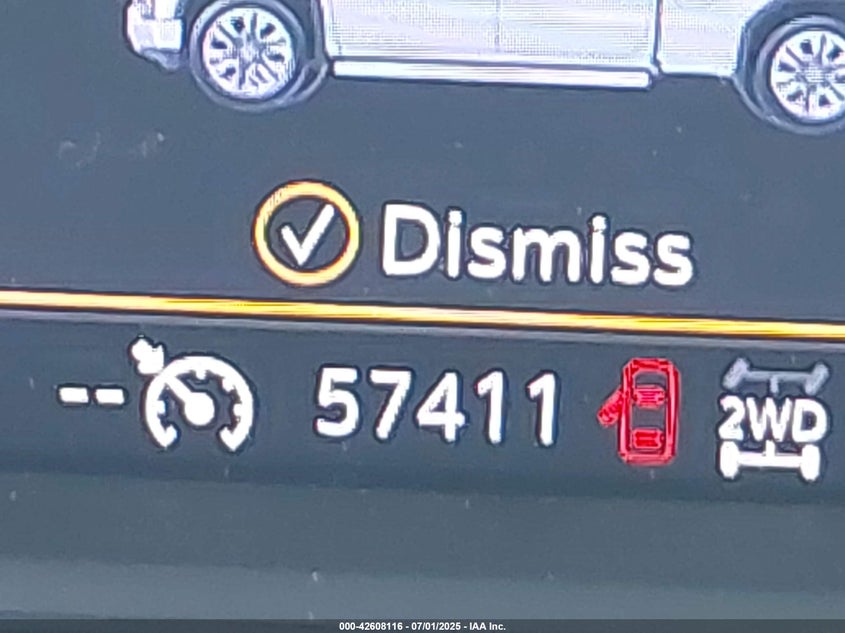 Dismiss
-- 57411 2WD
000-42608116 - 07/01/2025 - IAA Inc.